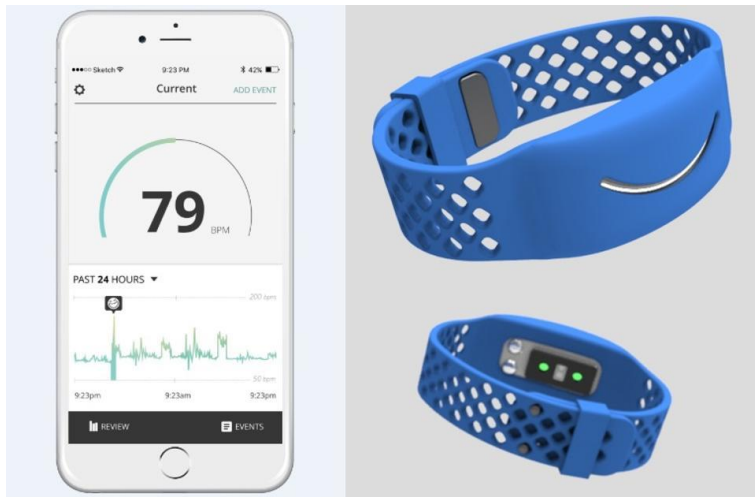 Sketch 9:23 PM 42%
Current ADD EVENT
79 BPM
PAST 24 HOURS
200 bpm
50 bpm
9:23pm 9:23am 9:23pm
REVIEW EVENTS